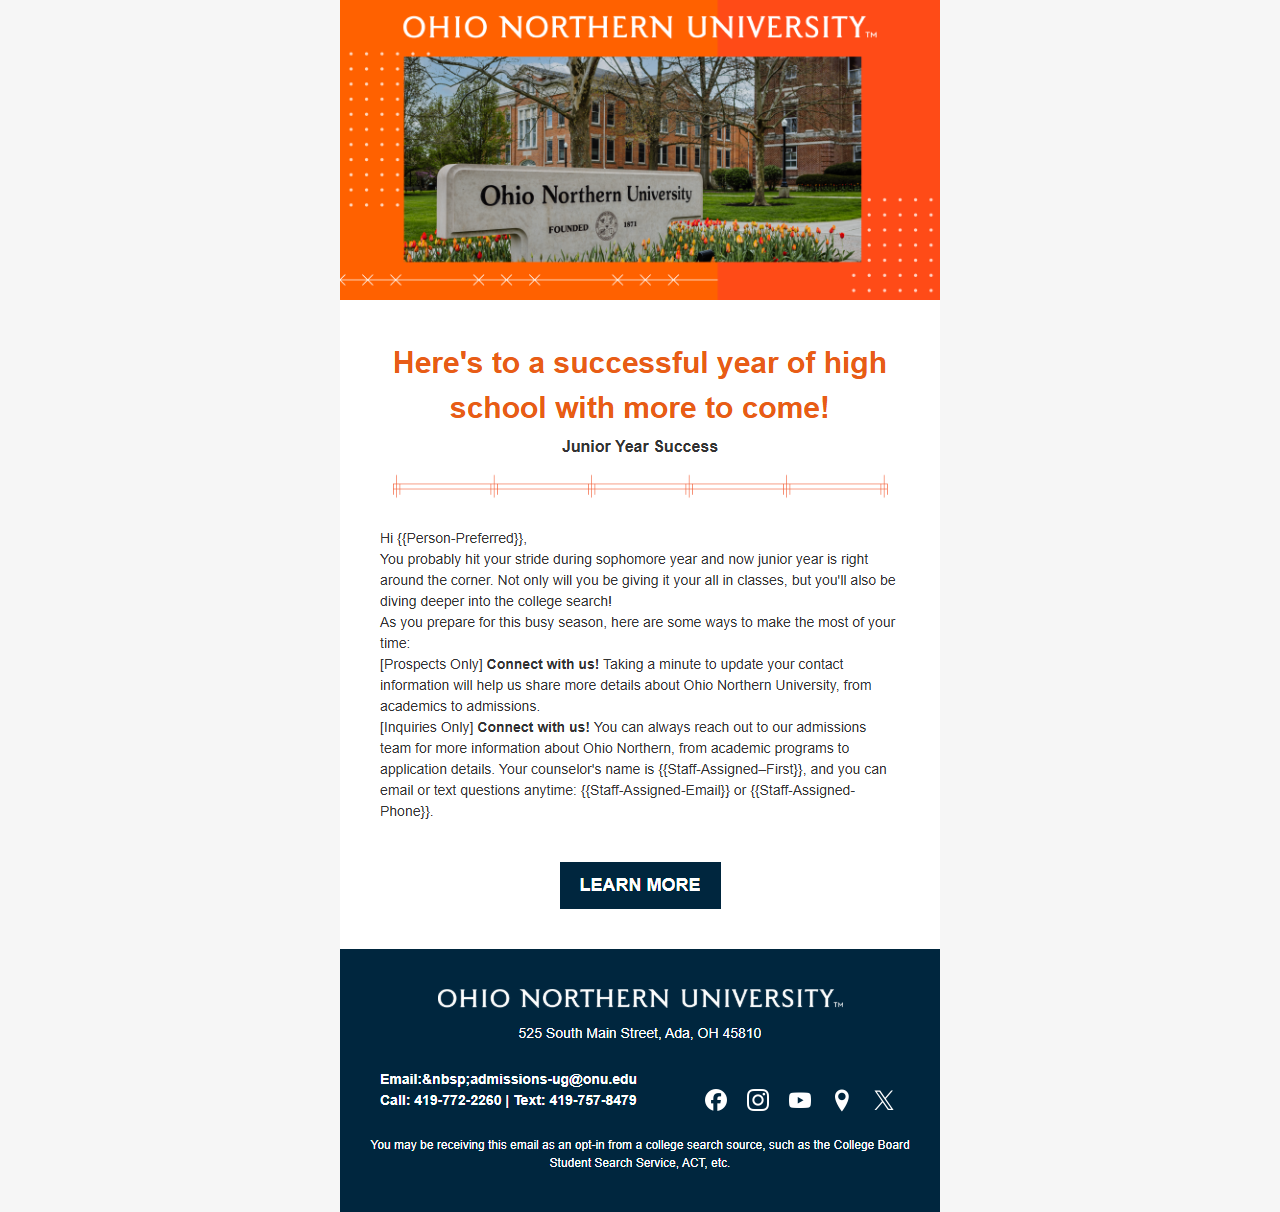 OHIO NORTHERN UNIVERSITY™
Ohio Northern University
FOUNDED 1871
Here's to a successful year of high
school with more to come!
Junior Year Success
Hi {{Person-Preferred}},
You probably hit your stride during sophomore year and now junior year is right
around the corner. Not only will you be giving it your all in classes, but you'll also be
diving deeper into the college search!
As you prepare for this busy season, here are some ways to make the most of your
time:
[Prospects Only] Connect with us! Taking a minute to update your contact
information will help us share more details about Ohio Northern University, from
academics to admissions.
[Inquiries Only] Connect with us! You can always reach out to our admissions
team for more information about Ohio Northern, from academic programs to
application details. Your counselor's name is {{Staff-Assigned–First}}, and you can
email or text questions anytime: {{Staff-Assigned-Email}} or {{Staff-Assigned-
Phone}}.
LEARN MORE
OHIO NORTHERN UNIVERSITY™
525 South Main Street, Ada, OH 45810
Email:&nbsp;admissions-ug@onu.edu
Call: 419-772-2260 | Text: 419-757-8479
You may be receiving this email as an opt-in from a college search source, such as the College Board
Student Search Service, ACT, etc.